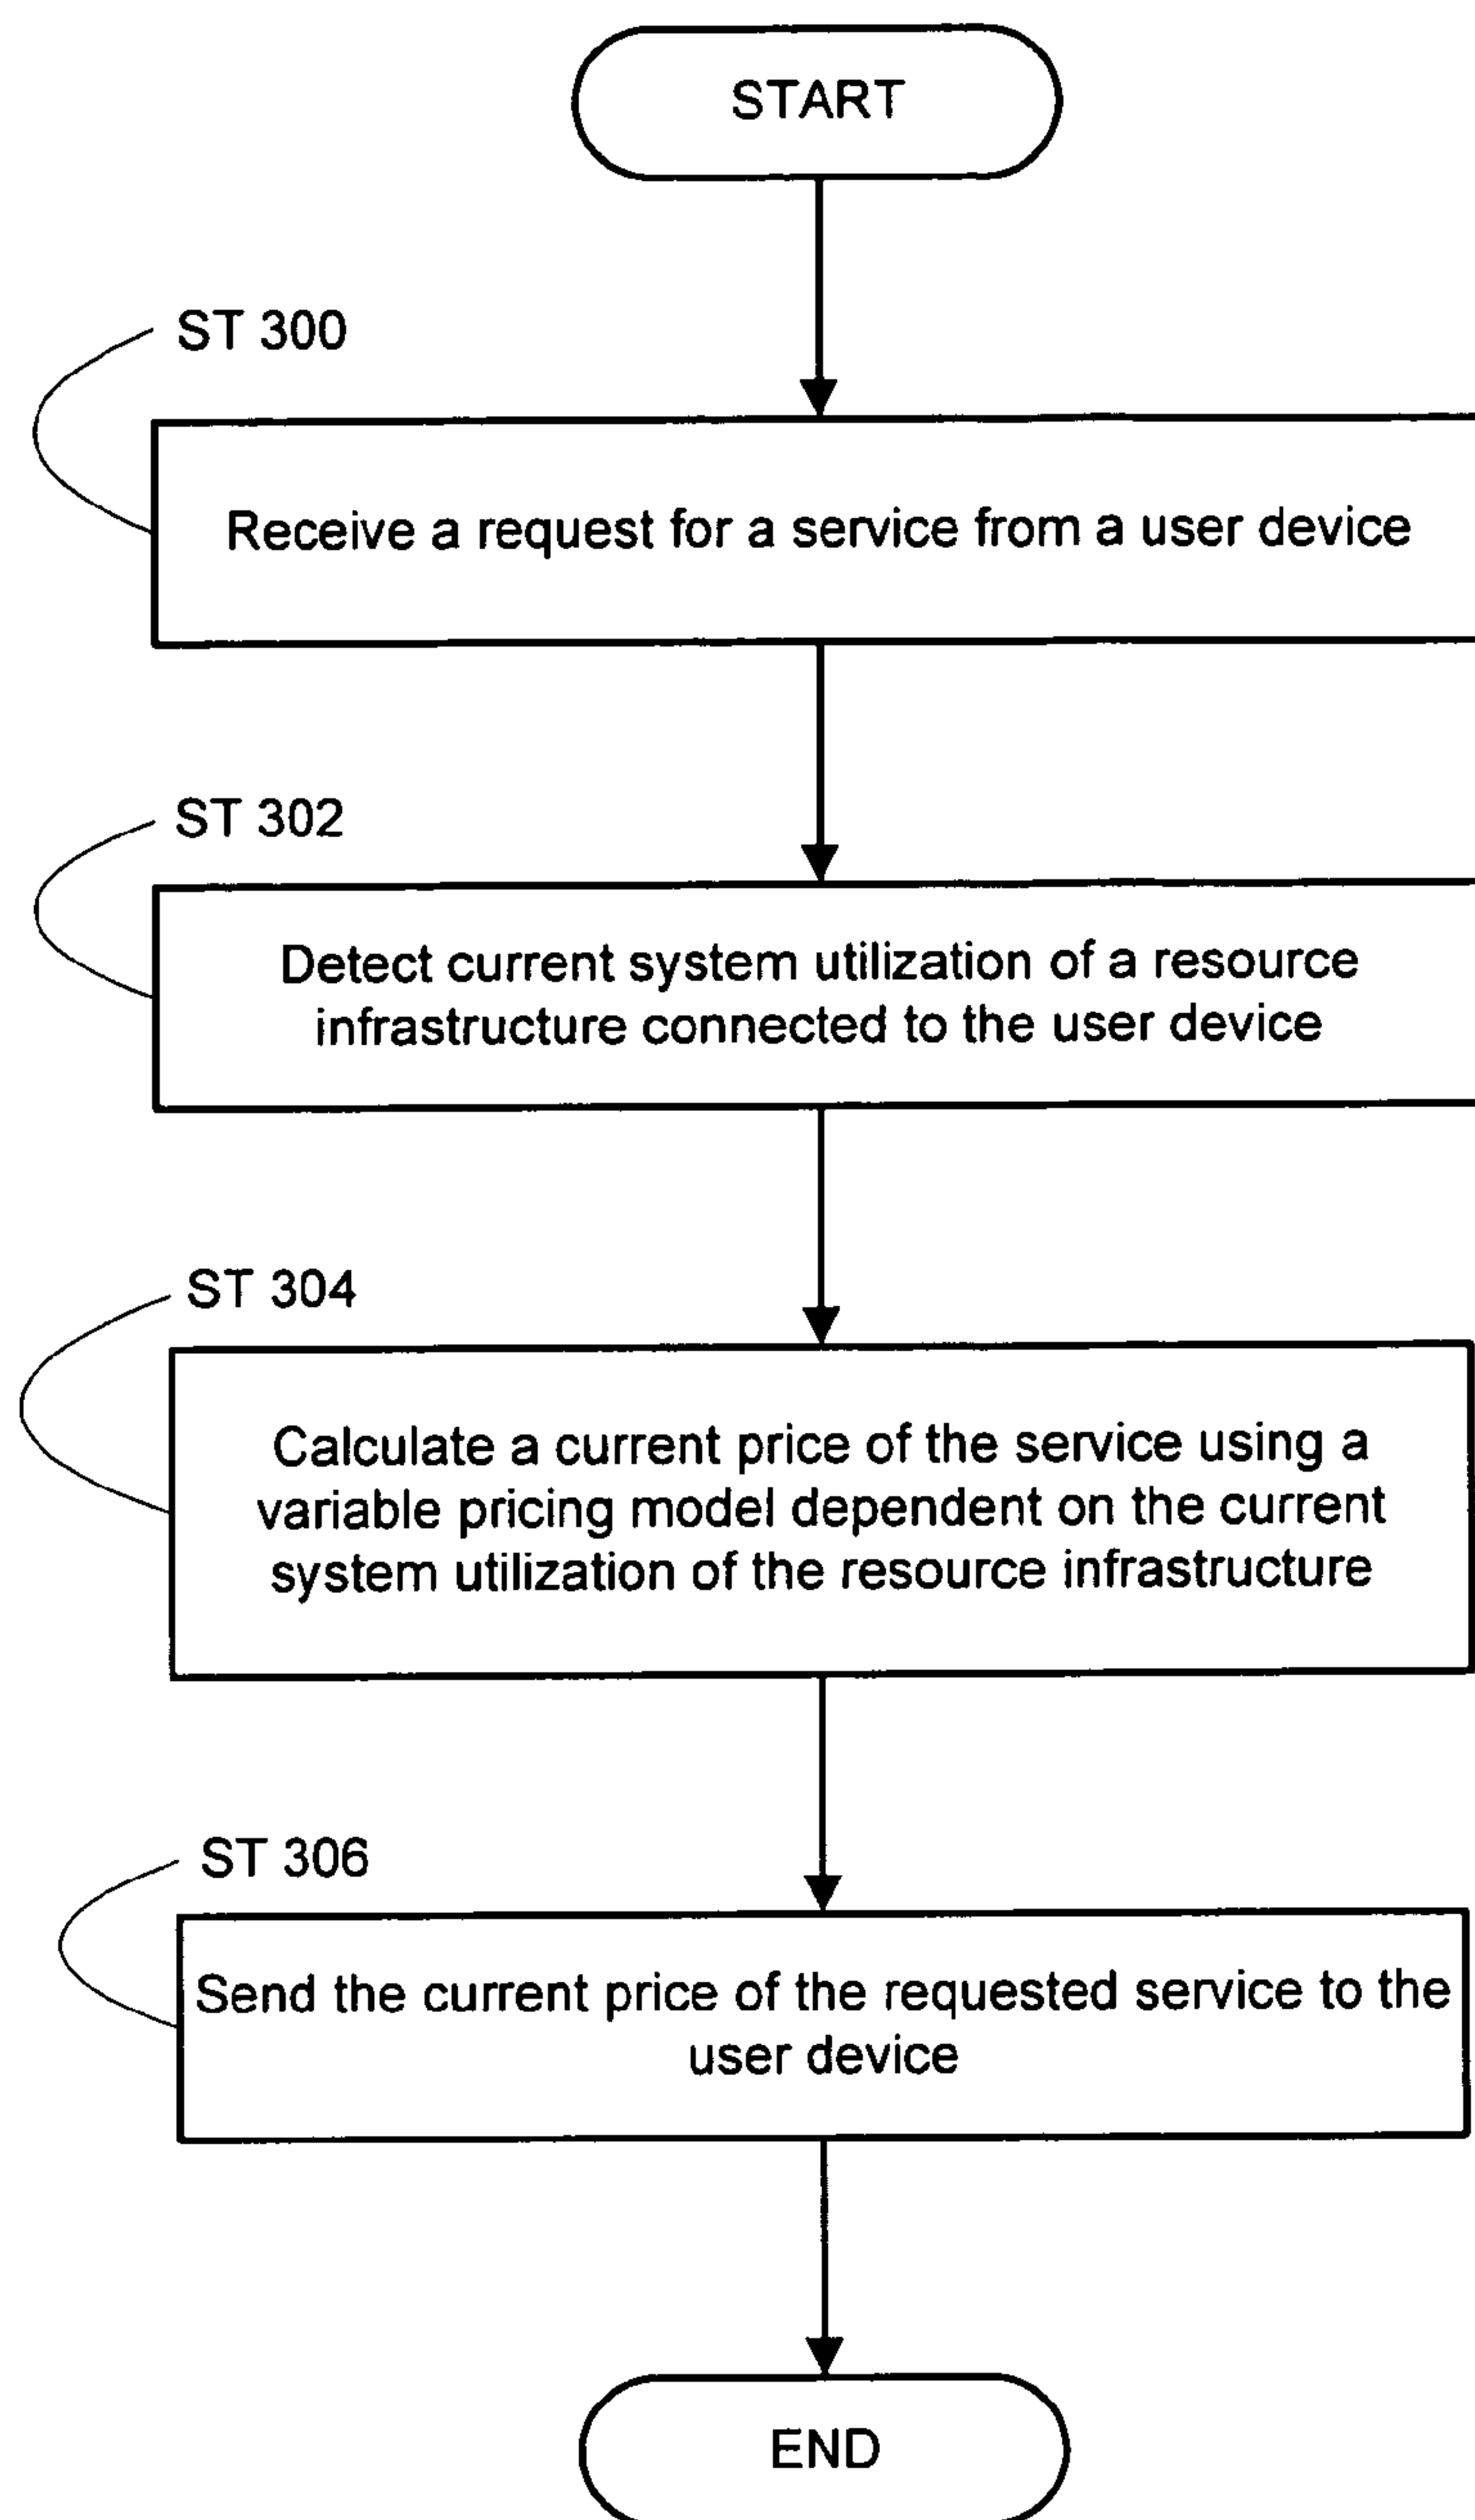 START
ST 300
Receive a request for a service from a user device
ST 302
Detect current system utilization of a resource
infrastructure connected to the user device
ST 304
Calculate a current price of the service using a
variable pricing model dependent on the current
system utilization of the resource infrastructure
ST 306
Send the current price of the requested service to the
user device
END